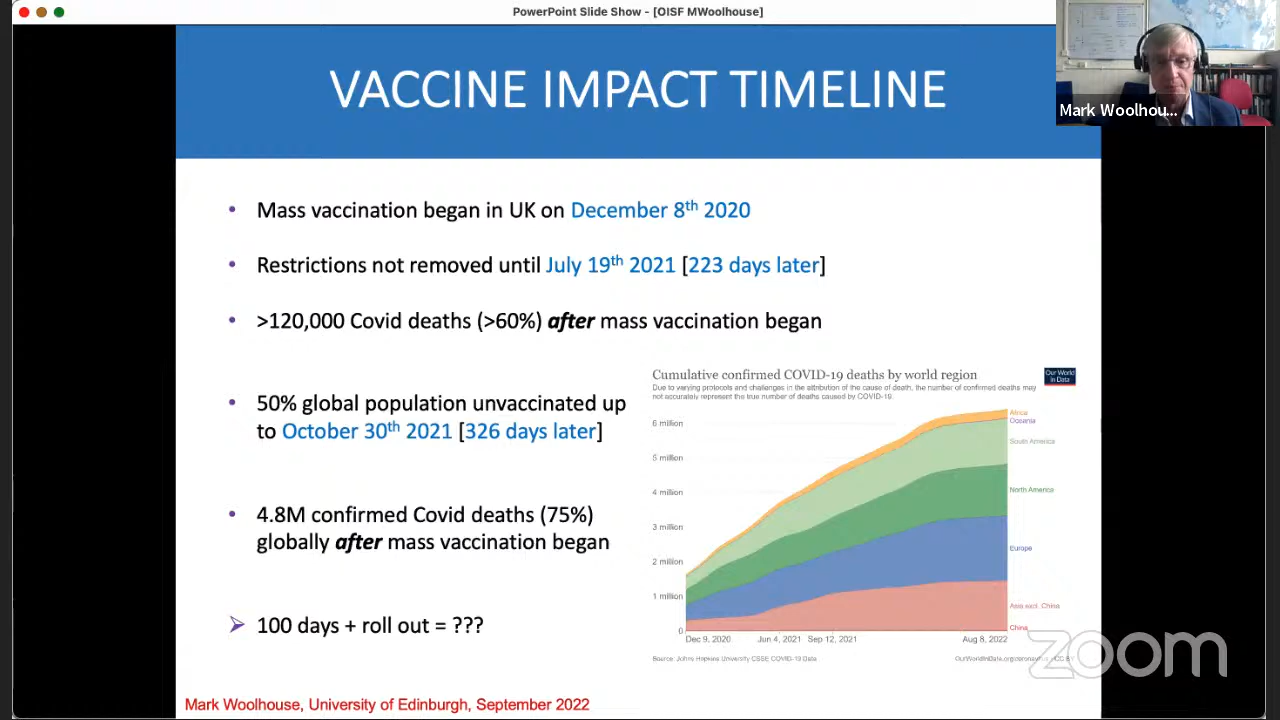 PowerPoint Slide Show - [OISF MWoolhouse]
VACCINE IMPACT TIMELINE
Mark Woolhou...
• Mass vaccination began in UK on December 8th 2020
• Restrictions not removed until July 19th 2021 [223 days later]
• >120,000 Covid deaths (>60%) after mass vaccination began
• 50% global population unvaccinated up
to October 30th 2021 [326 days later]
• 4.8M confirmed Covid deaths (75%)
globally after mass vaccination began
➢ 100 days + roll out = ???
Cumulative confirmed COVID-19 deaths by world region
Our World
in Data
Due to varying protocols and challenges in the attribution of the cause of death, the number of confirmed deaths may
not accurately represent the true number of deaths caused by COVID-19.
6 million
5 million
4 million
3 million
2 million
1 million
0
Africa
Oceania
South America
North America
Europe
Asia excl. China
China
Dec 9, 2020
Jun 4, 2021
Sep 12, 2021
Aug 8, 2022
Source: Johns Hopkins University CSSE COVID-19 Data
OurWorldInData.org/coronavirus CC BY
zoom
Mark Woolhouse, University of Edinburgh, September 2022